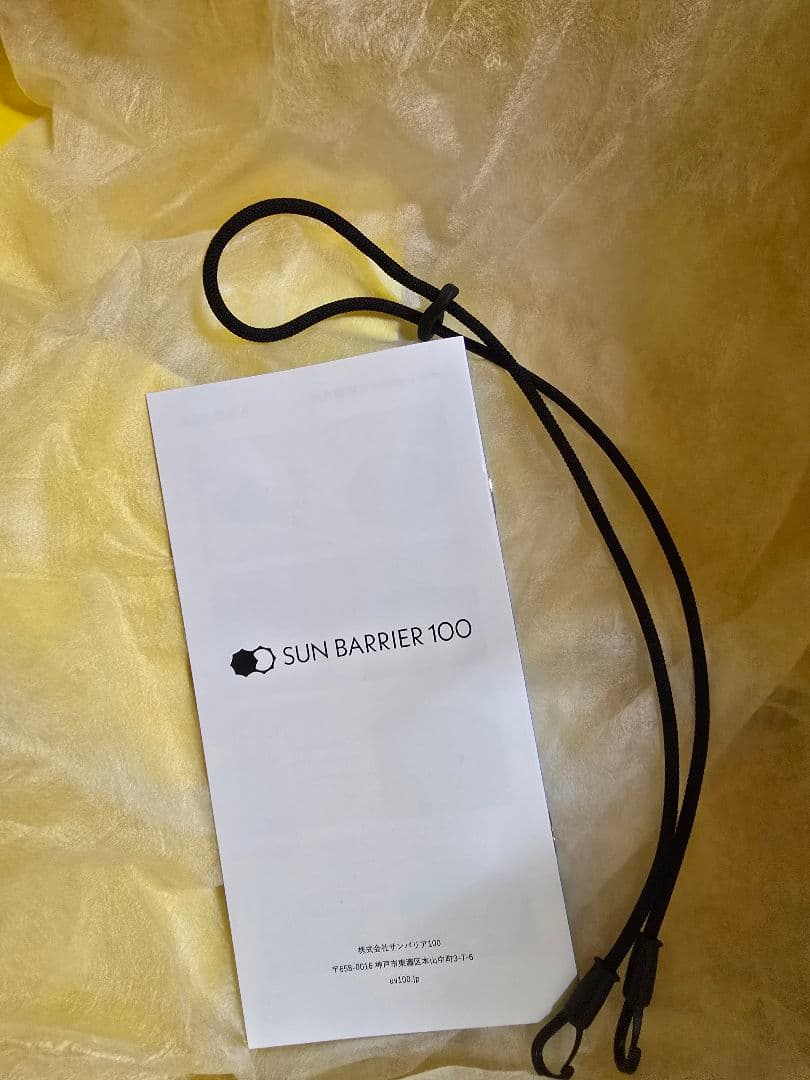 SUN BARRIER 100
株式会社サンバリア100
〒658-0016 神戸市東灘区本山中町3-7-6
uv100.jp